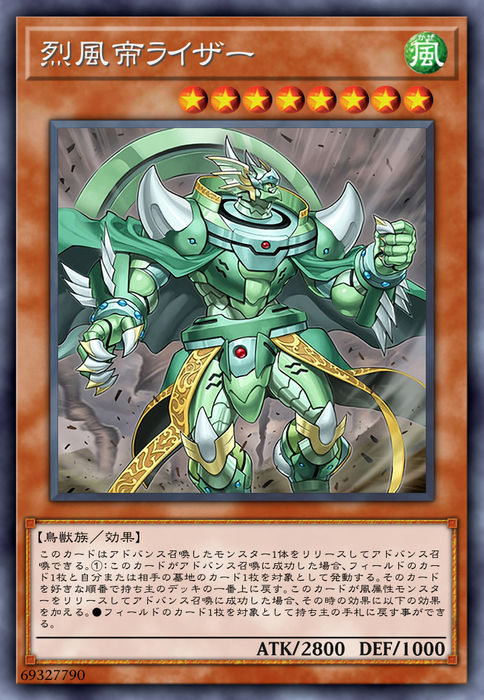 烈風帝ライザー
かぜ
風
【鳥獣族／効果】
このカードはアドバンス召喚したモンスター1体をリリースしてアドバンス召
喚できる。①：このカードがアドバンス召喚に成功した場合、フィールドのカー
ド1枚と自分または相手の墓地のカード1枚を対象として発動する。そのカード
を好きな順番で持ち主のデッキの一番上に戻す。このカードが風属性モンス
ターをリリースしてアドバンス召喚に成功した場合、その時の効果に以下の効果
を加える。●フィールドのカード1枚を対象として持ち主の手札に戻す事ができ
る。
ATK/2800 DEF/1000
69327790